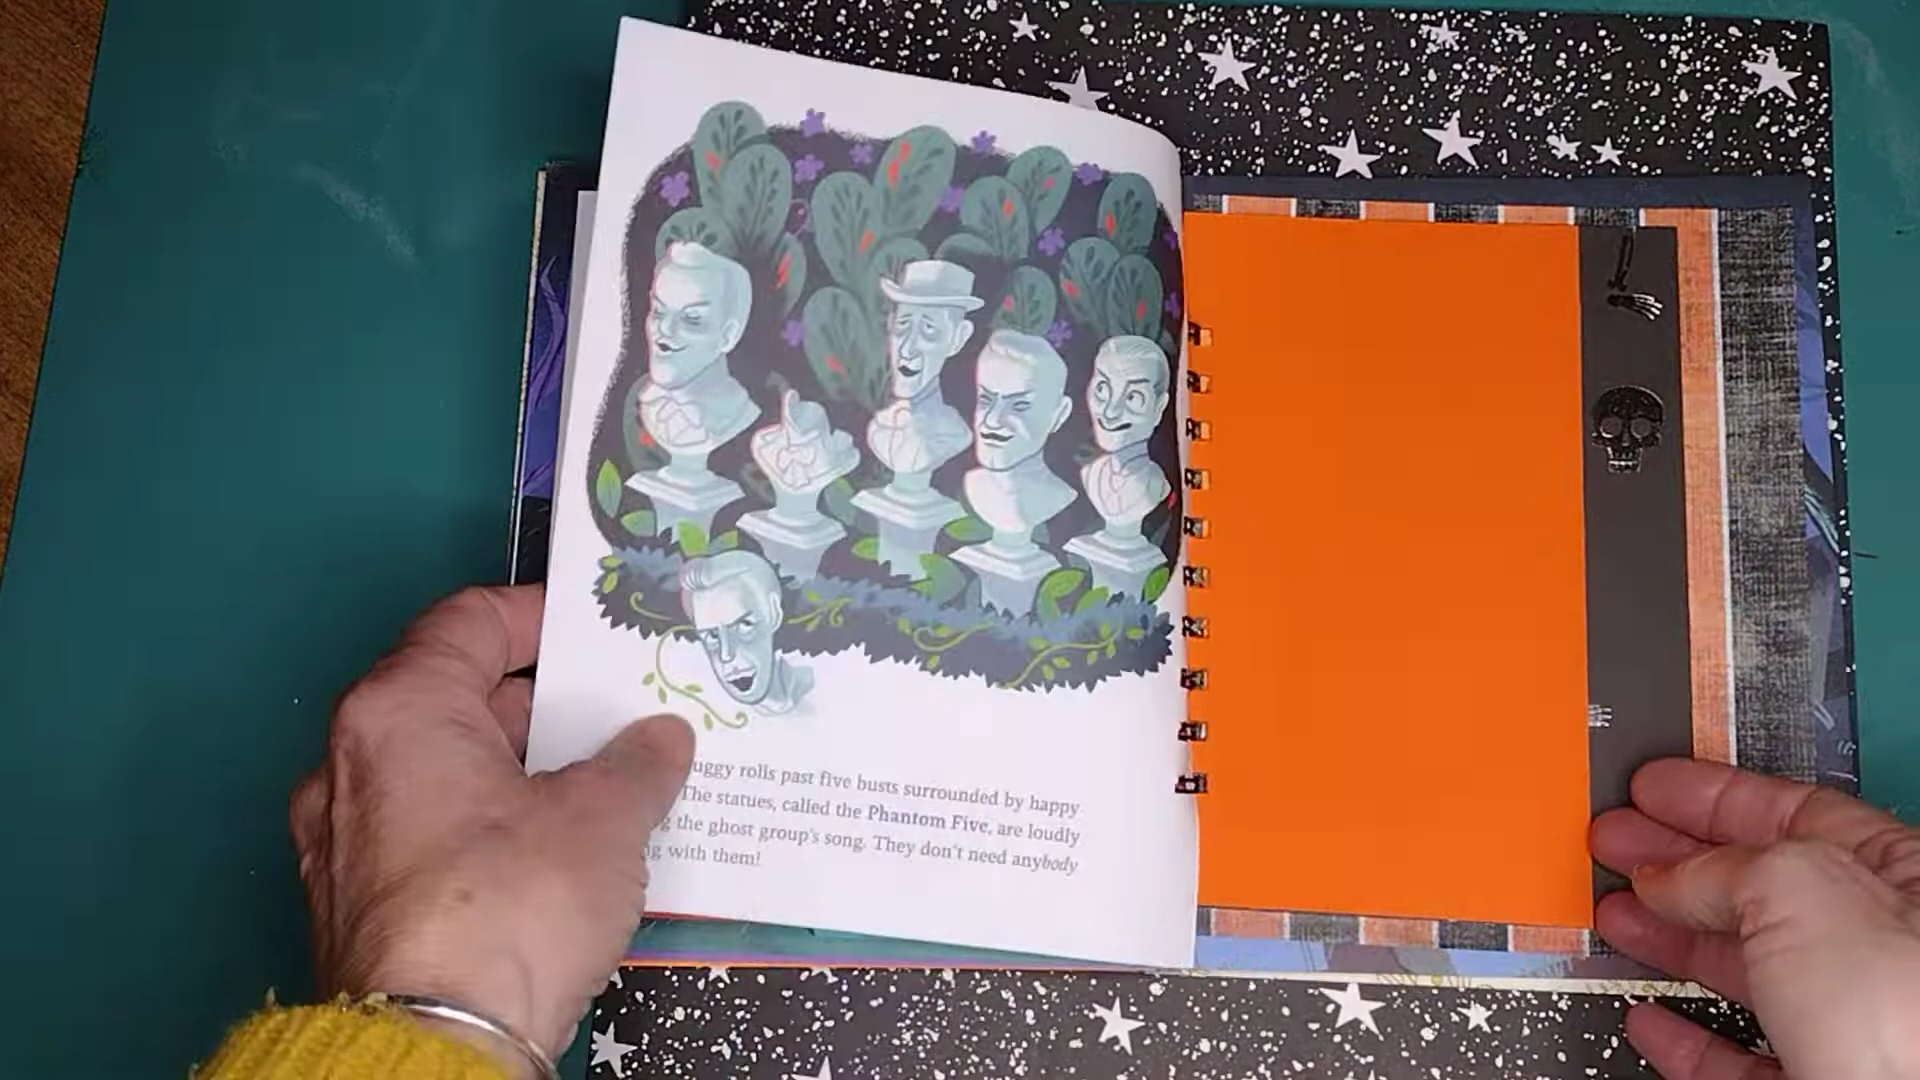 uggy rolls past five busts surrounded by happy
The statues, called the Phantom Five, are loudly
the ghost group's song. They don't need anybody
with them!